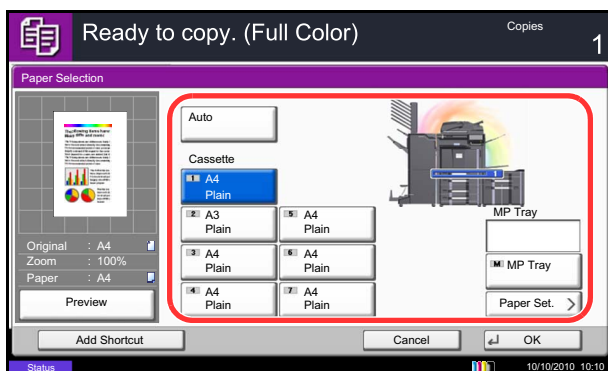 Ready to copy. (Full Color)
Copies
1
Paper Selection
Auto
Cassette
1 A4
Plain
2 A3
Plain
3 A4
Plain
4 A4
Plain
5 A4
Plain
6 A4
Plain
7 A4
Plain
1
MP Tray
M MP Tray
Paper Set.
Original : A4
Zoom : 100%
Paper : A4
Preview
Add Shortcut
Cancel
OK
Status
10/10/2010 10:10